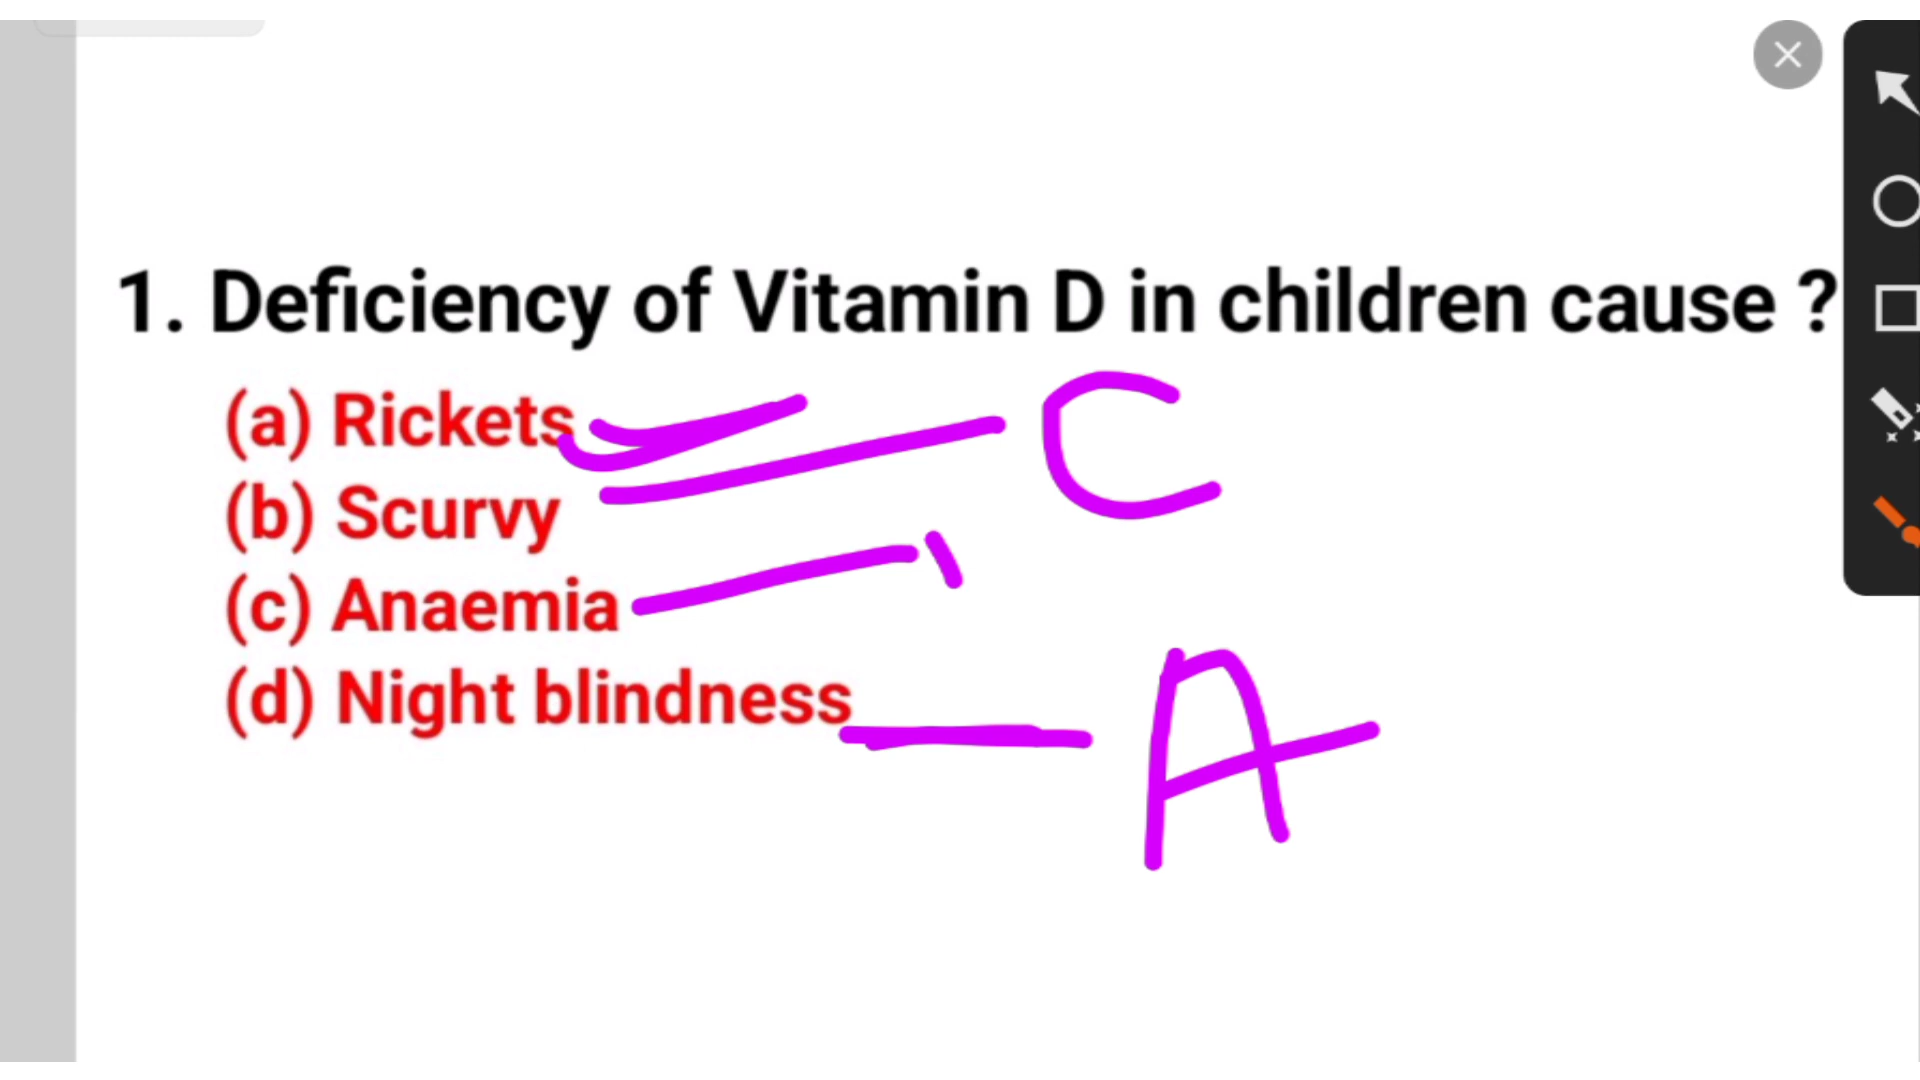 1. Deficiency of Vitamin D in children cause ?
(a) Rickets
(b) Scurvy C
(c) Anaemia
(d) Night blindness A